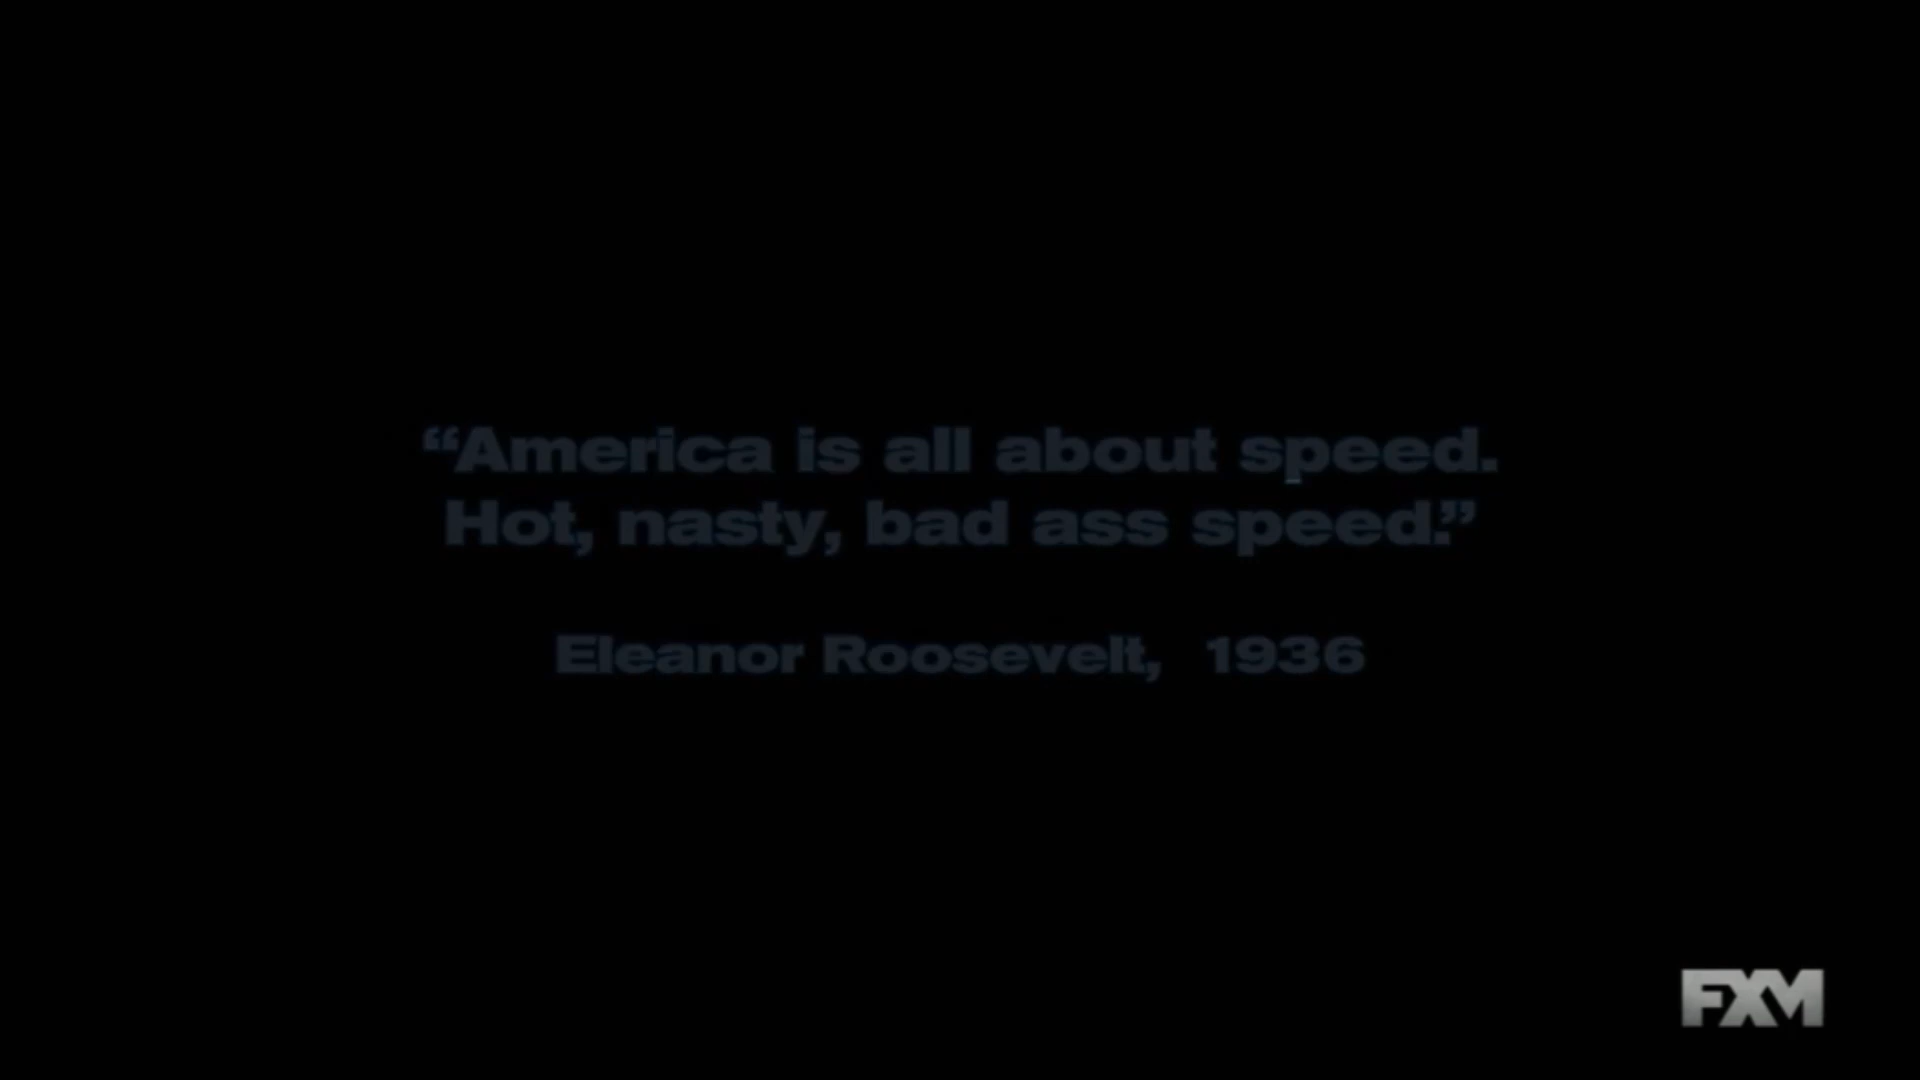 “America is all about speed.
Hot, nasty, bad ass speed.”
Eleanor Roosevelt, 1936
FXM